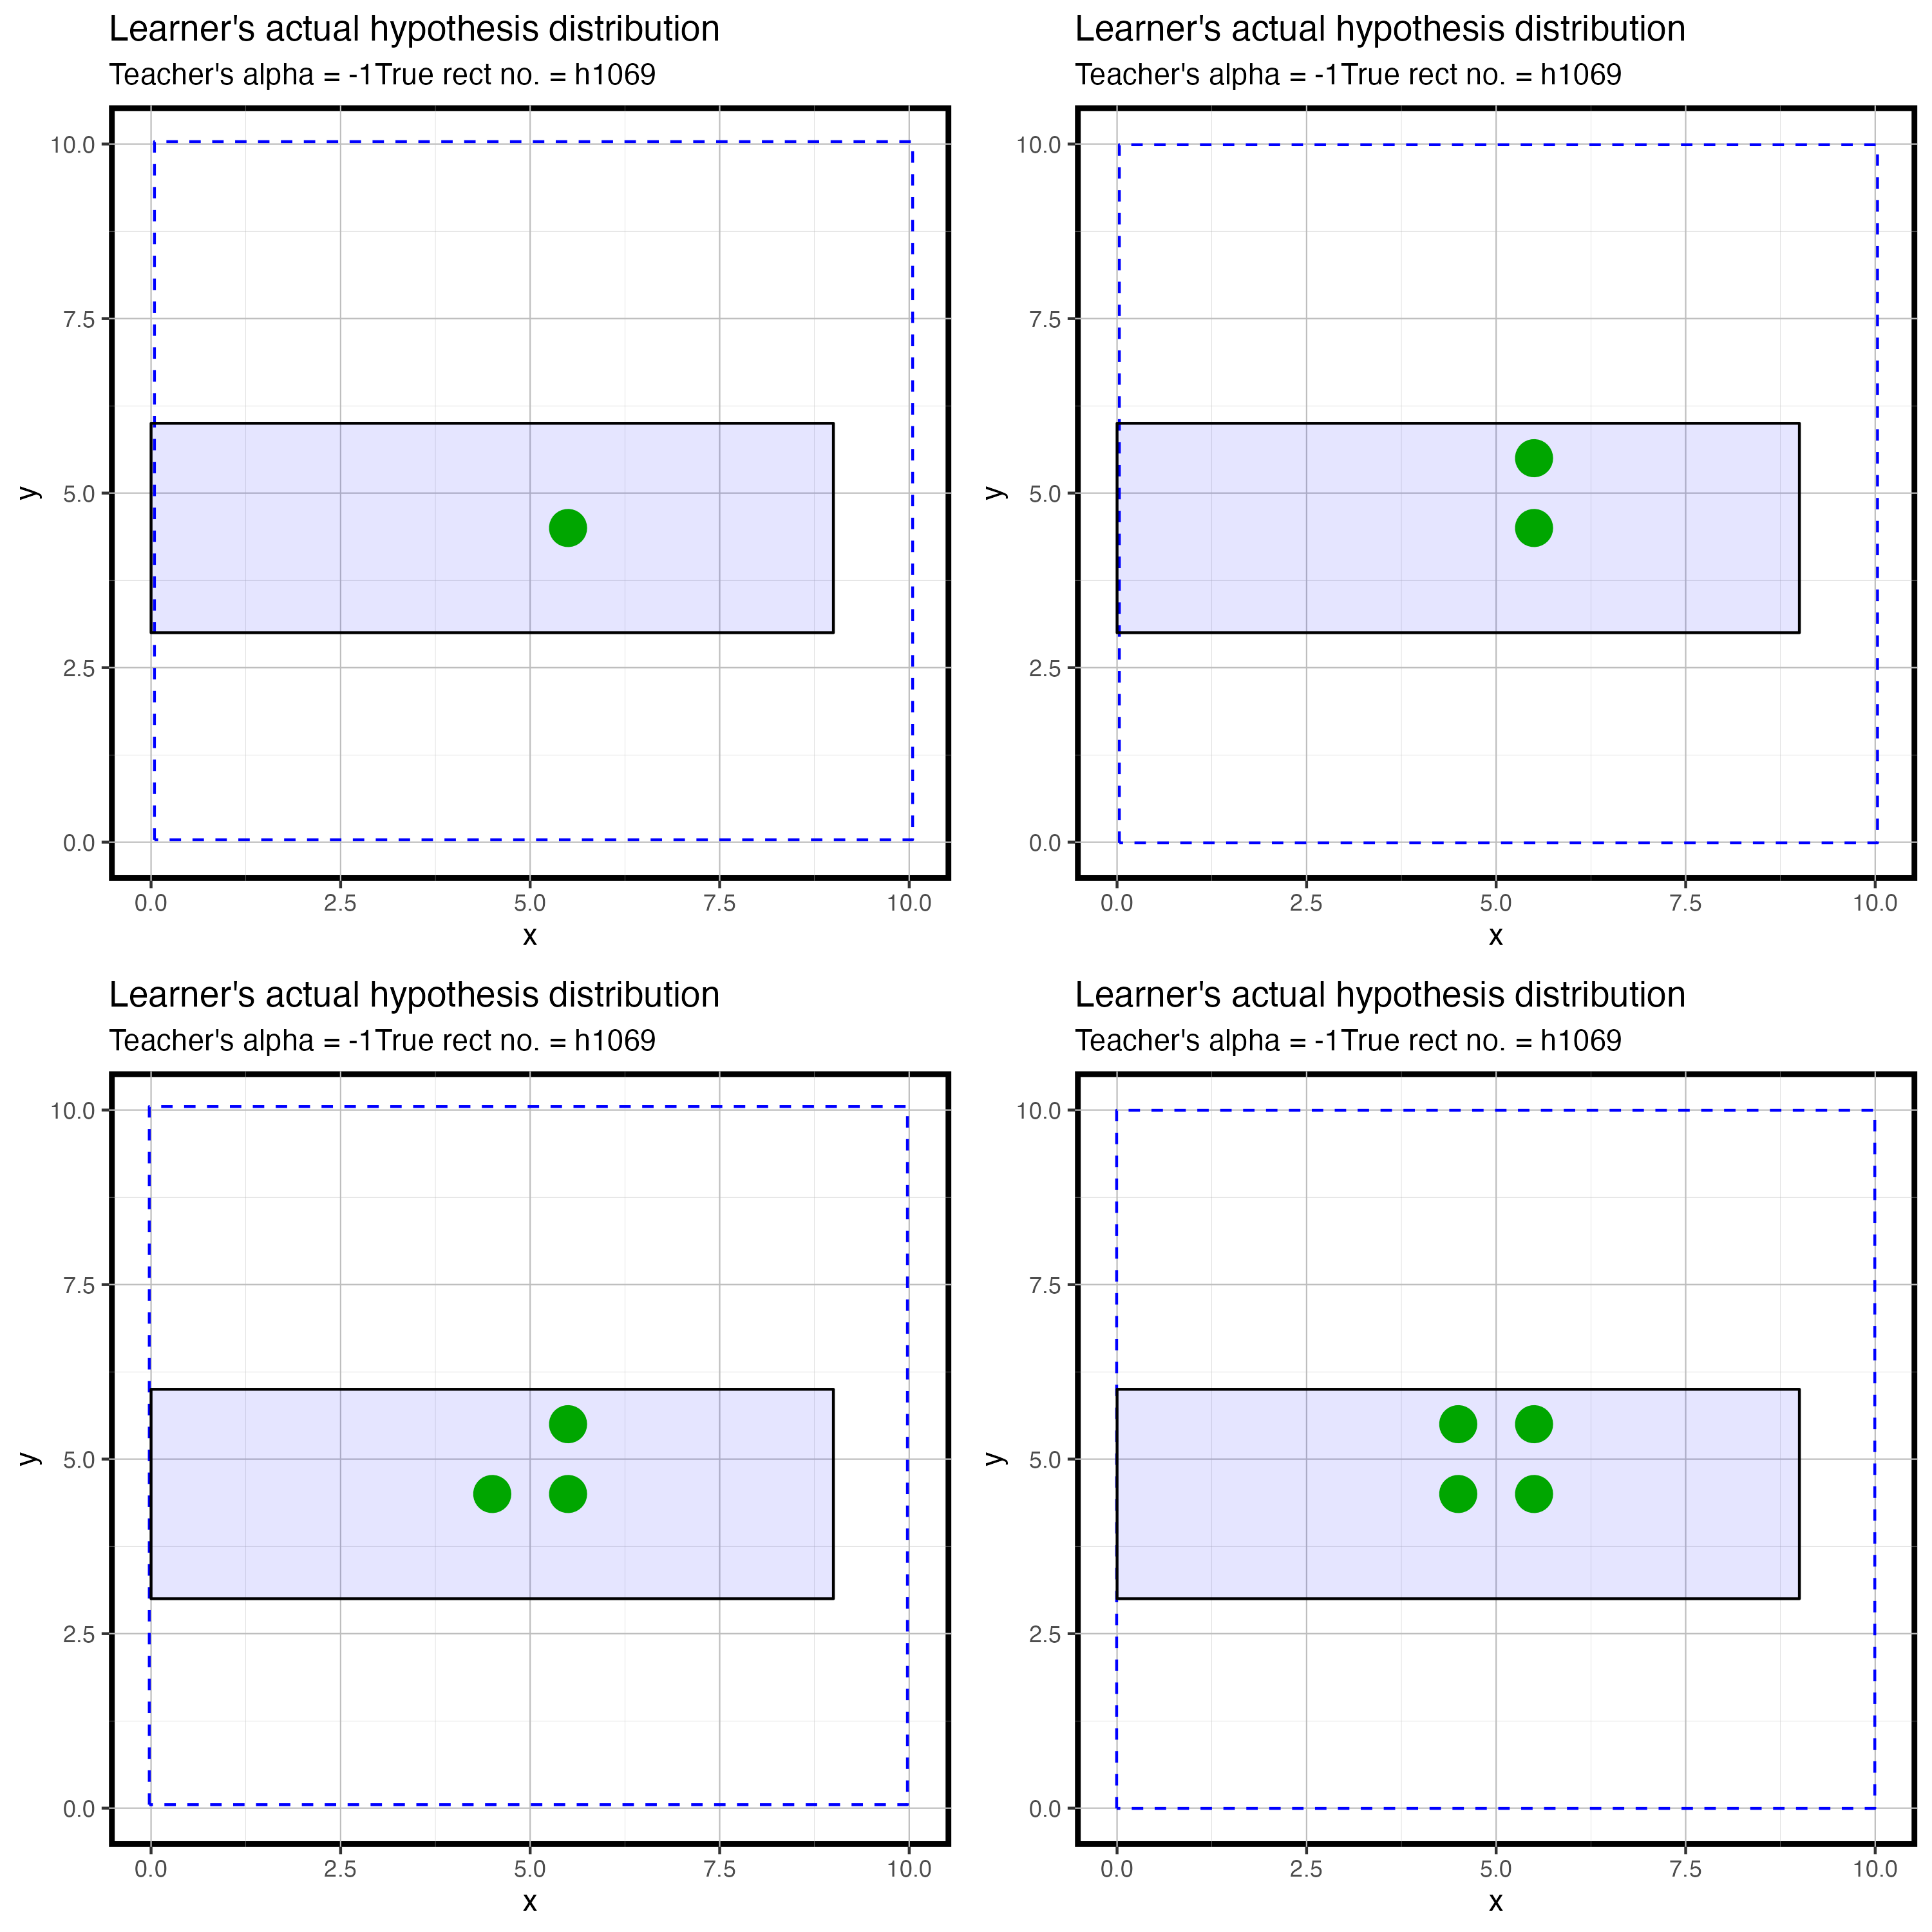 Learner's actual hypothesis distribution
Teacher's alpha = -1True rect no. = h1069
10.0
7.5
5.0
2.5
0.0
y
0.0 2.5 5.0 7.5 10.0
x
Learner's actual hypothesis distribution
Teacher's alpha = -1True rect no. = h1069
10.0
7.5
5.0
2.5
0.0
y
0.0 2.5 5.0 7.5 10.0
x
Learner's actual hypothesis distribution
Teacher's alpha = -1True rect no. = h1069
10.0
7.5
5.0
2.5
0.0
y
0.0 2.5 5.0 7.5 10.0
x
Learner's actual hypothesis distribution
Teacher's alpha = -1True rect no. = h1069
10.0
7.5
5.0
2.5
0.0
y
0.0 2.5 5.0 7.5 10.0
x